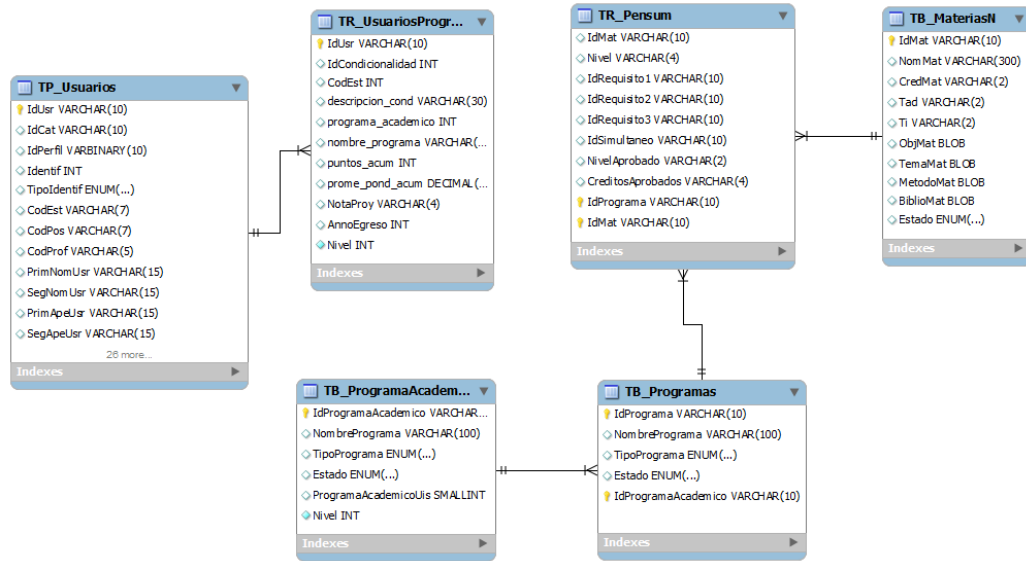 TP_Usuarios
IdUsr VARCHAR(10)
IdCat VARCHAR(10)
IdPerfil VARBINARY(10)
Identif INT
TipoIdentif ENUM(...)
CodEst VARCHAR(7)
CodPos VARCHAR(7)
CodProf VARCHAR(5)
PrimNomUsr VARCHAR(15)
SegNomUsr VARCHAR(15)
PrimApeUsr VARCHAR(15)
SegApeUsr VARCHAR(15)
26 more...
Indexes
TR_UsuariosProgr...
IdUsr VARCHAR(10)
IdCondicionalidad INT
CodEst INT
descripcion_cond VARCHAR(30)
programa_academico INT
nombre_programa VARCHAR(...
puntos_acum INT
prome_pond_acum DECIMAL(...
NotaProy VARCHAR(4)
AnnoEgreso INT
Nivel INT
Indexes
TR_Pensum
IdMat VARCHAR(10)
Nivel VARCHAR(4)
IdRequisito1 VARCHAR(10)
IdRequisito2 VARCHAR(10)
IdRequisito3 VARCHAR(10)
IdSimultaneo VARCHAR(10)
NivelAprobado VARCHAR(2)
CreditosAprobados VARCHAR(4)
IdPrograma VARCHAR(10)
IdMat VARCHAR(10)
Indexes
TB_MateriasN
IdMat VARCHAR(10)
NomMat VARCHAR(300)
CredMat VARCHAR(2)
Tad VARCHAR(2)
Ti VARCHAR(2)
ObjMat BLOB
TemaMat BLOB
MetodoMat BLOB
BiblioMat BLOB
Estado ENUM(...)
Indexes
TB_ProgramaAcadem...
IdProgramaAcademico VARCHAR...
NombrePrograma VARCHAR(100)
TipoPrograma ENUM(...)
Estado ENUM(...)
ProgramaAcademicoUis SMALLINT
Nivel INT
Indexes
TB_Programas
IdPrograma VARCHAR(10)
NombrePrograma VARCHAR(100)
TipoPrograma ENUM(...)
Estado ENUM(...)
IdProgramaAcademico VARCHAR(10)
Indexes